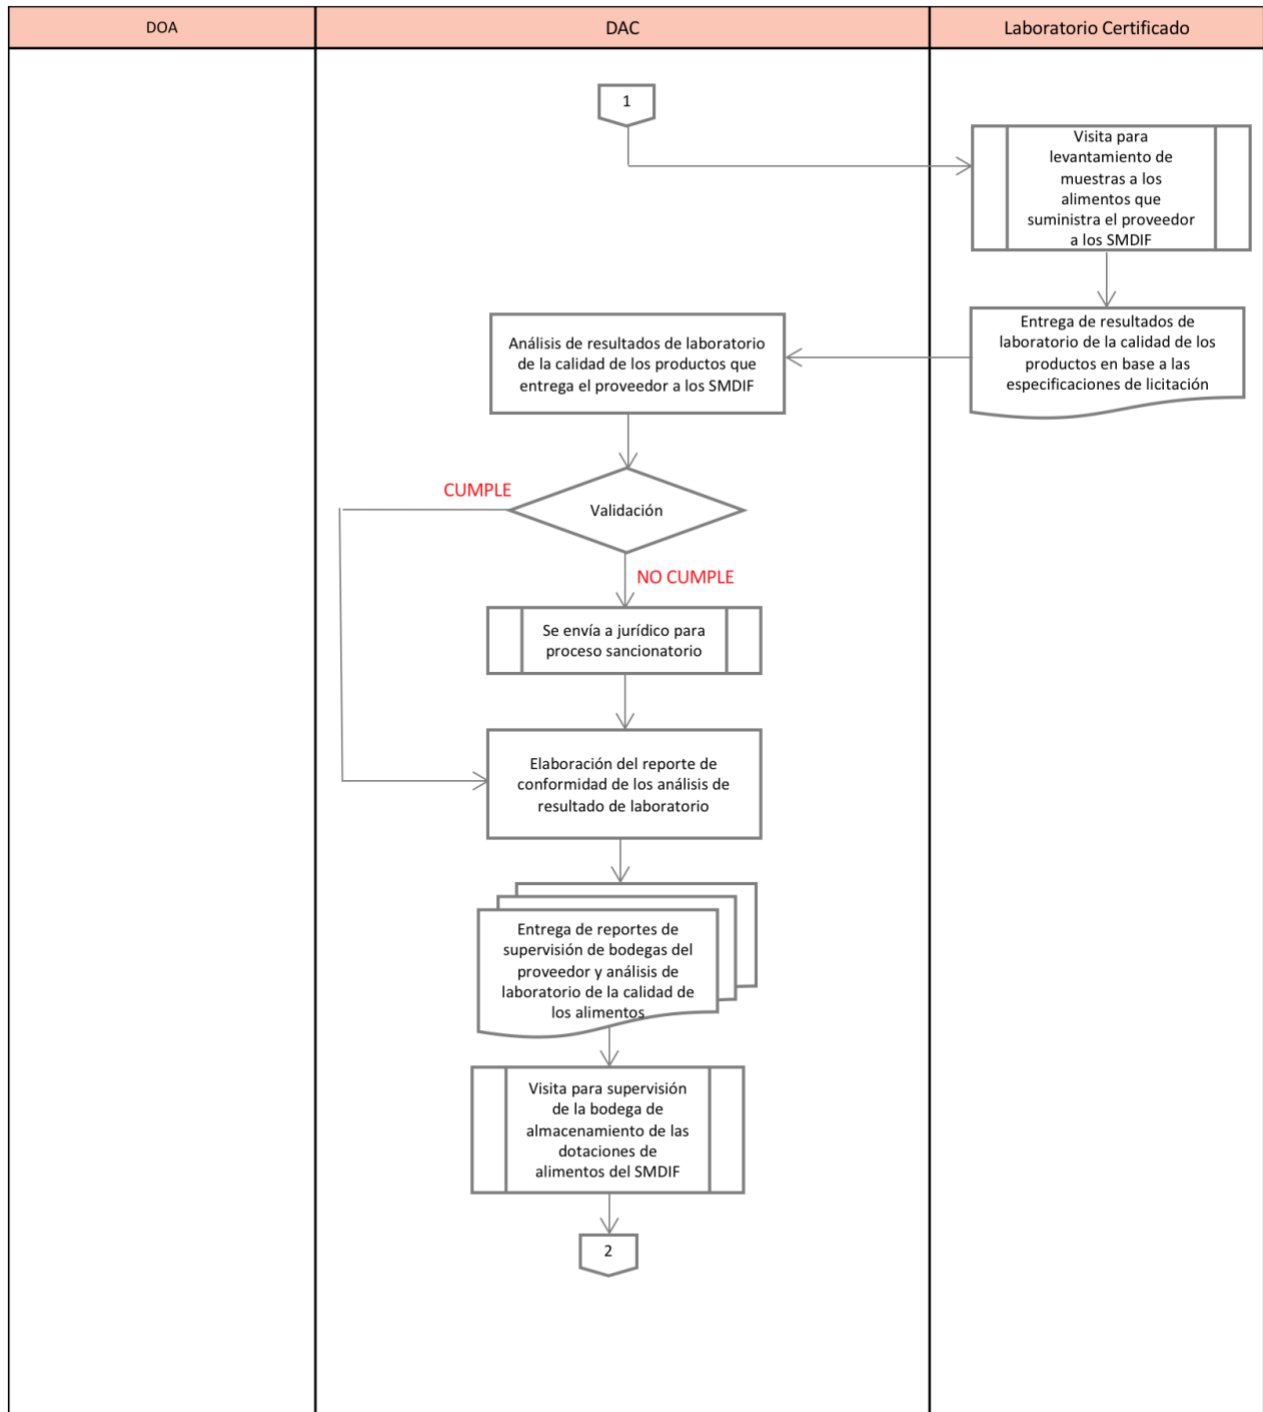 DOA
DAC
Laboratorio Certificado
1
Visita para
levantamiento de
muestras a los
alimentos que
suministra el proveedor
a los SMDIF
Entrega de resultados de
laboratorio de la calidad de los
productos en base a las
especificaciones de licitación
Análisis de resultados de laboratorio
de la calidad de los productos que
entrega el proveedor a los SMDIF
CUMPLE
Validación
NO CUMPLE
Se envía a jurídico para
proceso sancionatorio
Elaboración del reporte de
conformidad de los análisis de
resultado de laboratorio
Entrega de reportes de
supervisión de bodegas del
proveedor y análisis de
laboratorio de la calidad de
los alimentos
Visita para supervisión
de la bodega de
almacenamiento de las
dotaciones de
alimentos del SMDIF
2